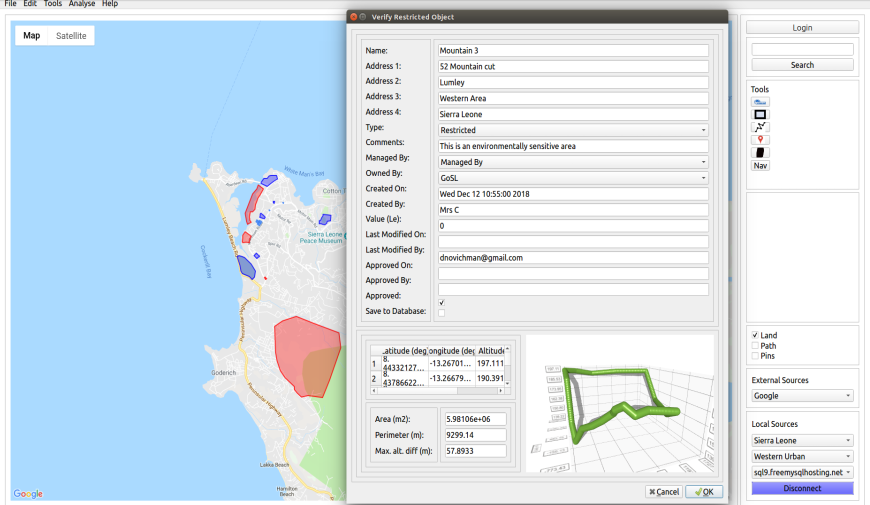 File Edit Tools Analyse Help
Verify Restricted Object
Map Satellite
Login
Search
Tools
Nav
Land
Path
Pins
External Sources
Google
Local Sources
Sierra Leone
Western Urban
sql9.freemysqlhosting.net
Disconnect
Name: Mountain 3
Address 1: 52 Mountain cut
Address 2: Lumley
Address 3: Western Area
Address 4: Sierra Leone
Type: Restricted
Comments: This is an environmentally sensitive area
Managed By: Managed By
Owned By: GoSL
Created On: Wed Dec 12 10:55:00 2018
Created By: Mrs C
Value (Le): 0
Last Modified On:
Last Modified By: dnovichman@gmail.com
Approved On:
Approved By:
Approved:
Save to Database:
.atitude (deg ongitude (deg Altitude
1 8.44332127... -13.26701... 197.111
2 8.43786622... -13.26679... 190.391
Area (m2): 5.98106e+06
Perimeter (m): 9299.14
Max. alt. diff (m): 57.8933
Cancel OK
White Man's Bay
Cotton
Sierra Leone
Peace Museum
Lumley Beach Rd
Cockerill Bay
Peninsular Highway
Goderich
Peninsular Highway
Lakka Beach
Hamilton
Beach
Google